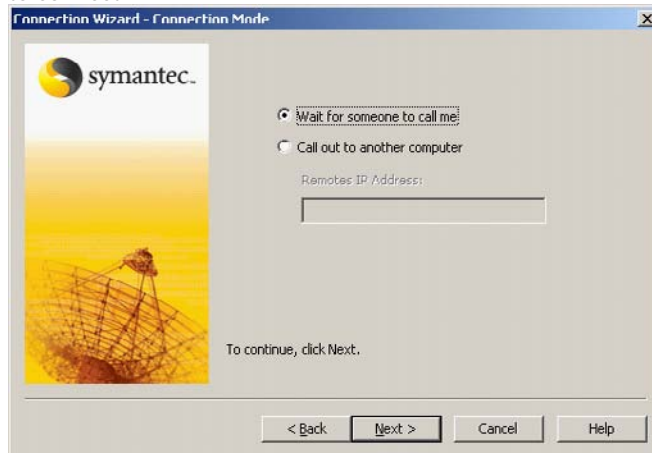 Connection Wizard - Connection Mode
symantec™
Wait for someone to call me
Call out to another computer
Remotes IP Address:
To continue, click Next.
< Back
Next >
Cancel
Help